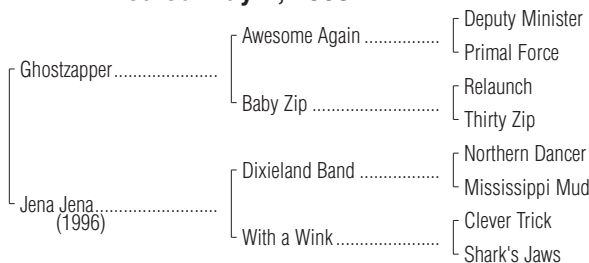 Deputy Minister
Awesome Again
Primal Force
Ghostzapper
Relaunch
Baby Zip
Thirty Zip
Northern Dancer
Dixieland Band
Mississippi Mud
Jena Jena
(1996)
Clever Trick
With a Wink
Shark's Jaws